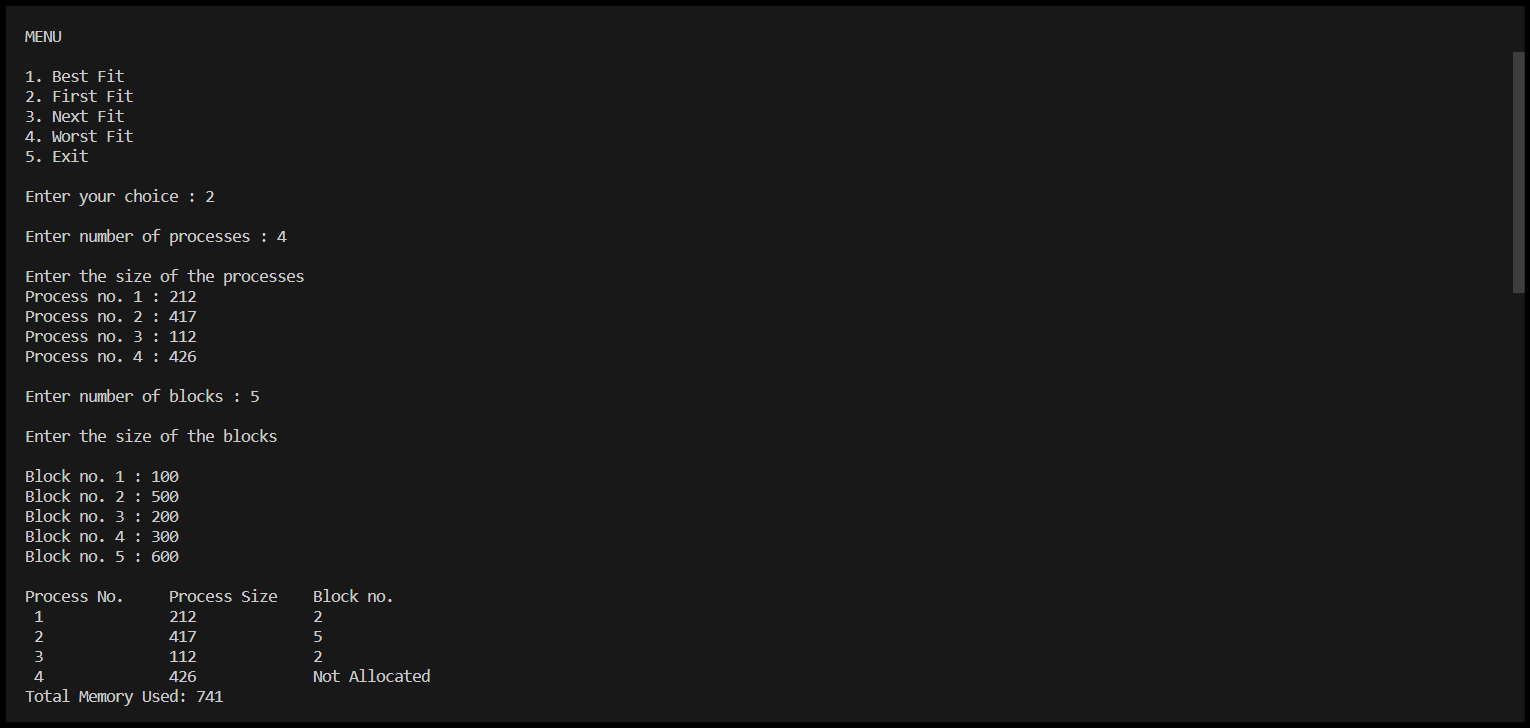 MENU
1. Best Fit
2. First Fit
3. Next Fit
4. Worst Fit
5. Exit
Enter your choice : 2
Enter number of processes : 4
Enter the size of the processes
Process no. 1 : 212
Process no. 2 : 417
Process no. 3 : 112
Process no. 4 : 426
Enter number of blocks : 5
Enter the size of the blocks
Block no. 1 : 100
Block no. 2 : 500
Block no. 3 : 200
Block no. 4 : 300
Block no. 5 : 600
Process No.     Process Size    Block no.
 1              212             2
 2              417             5
 3              112             2
 4              426             Not Allocated
Total Memory Used: 741